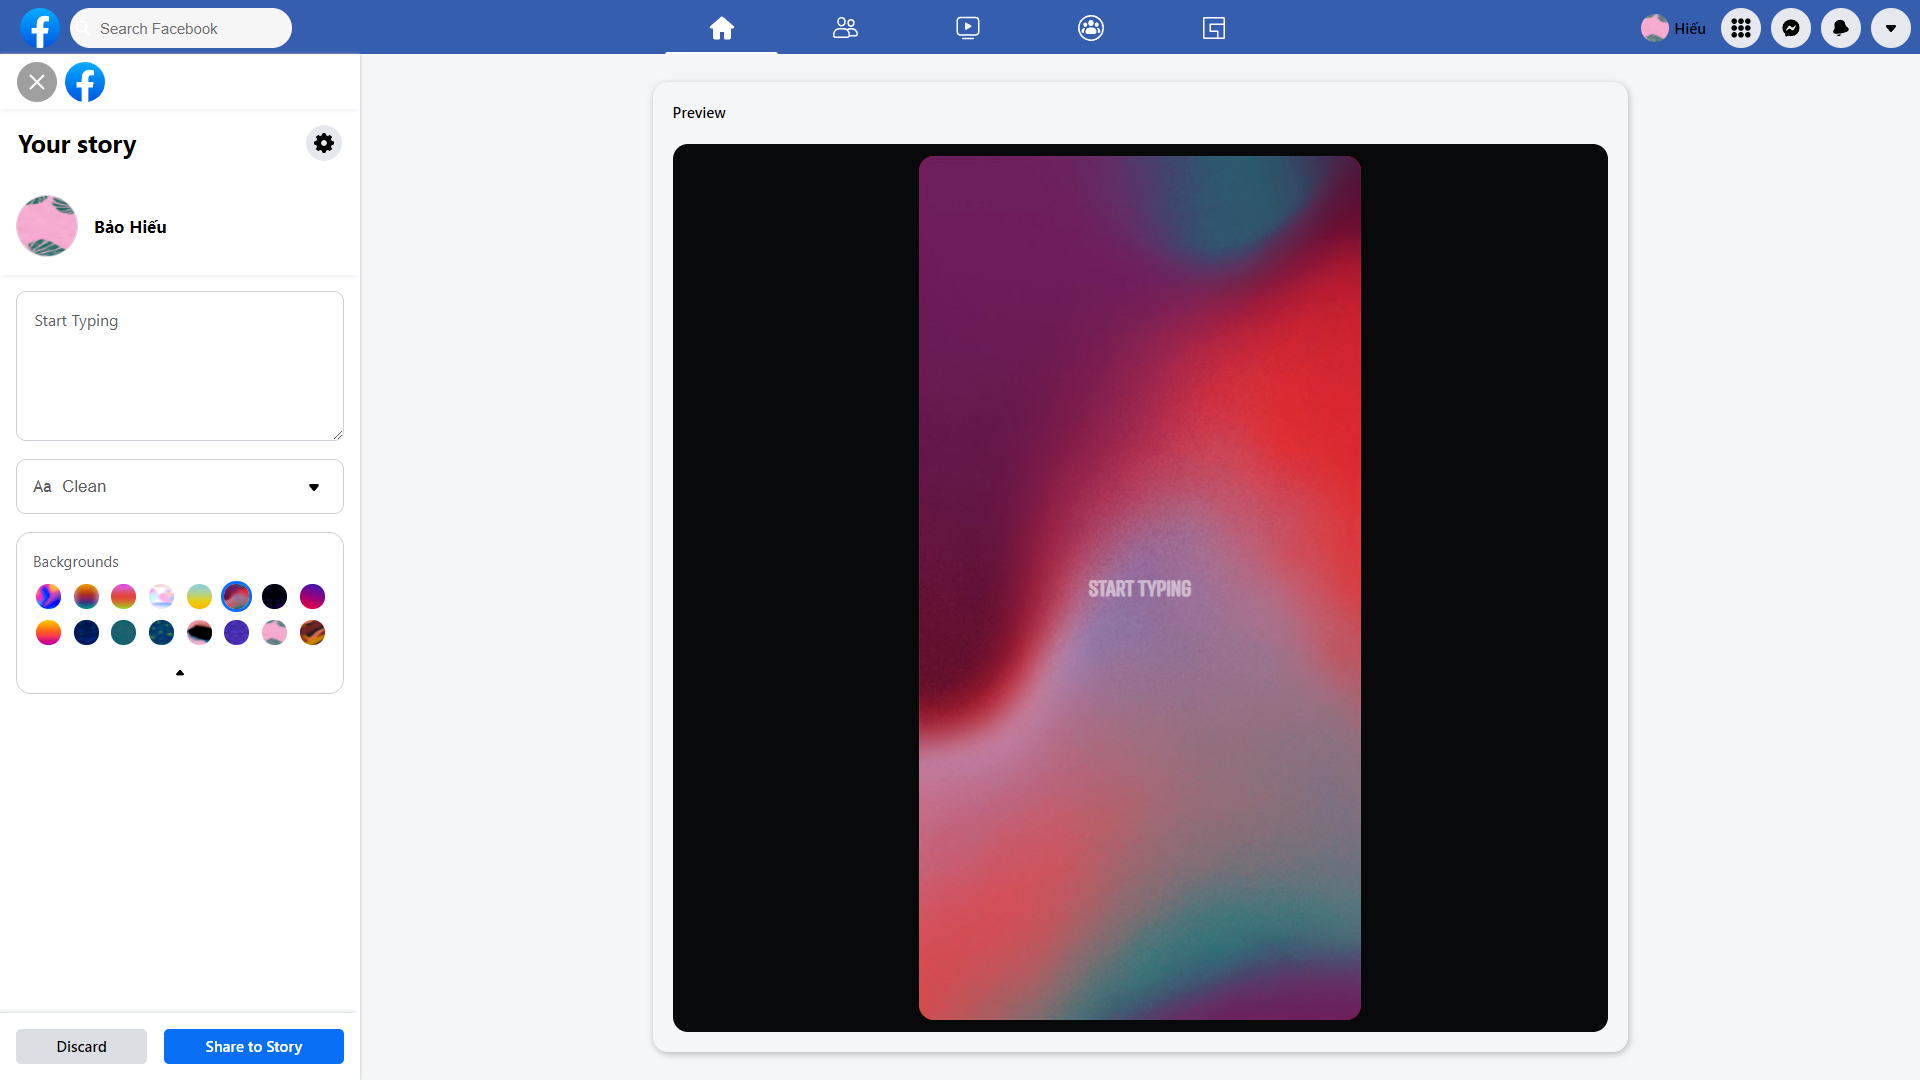 Search Facebook
Hiếu
Your story
Bảo Hiếu
Start Typing
Aa Clean
Backgrounds
Discard
Share to Story
Preview
START TYPING